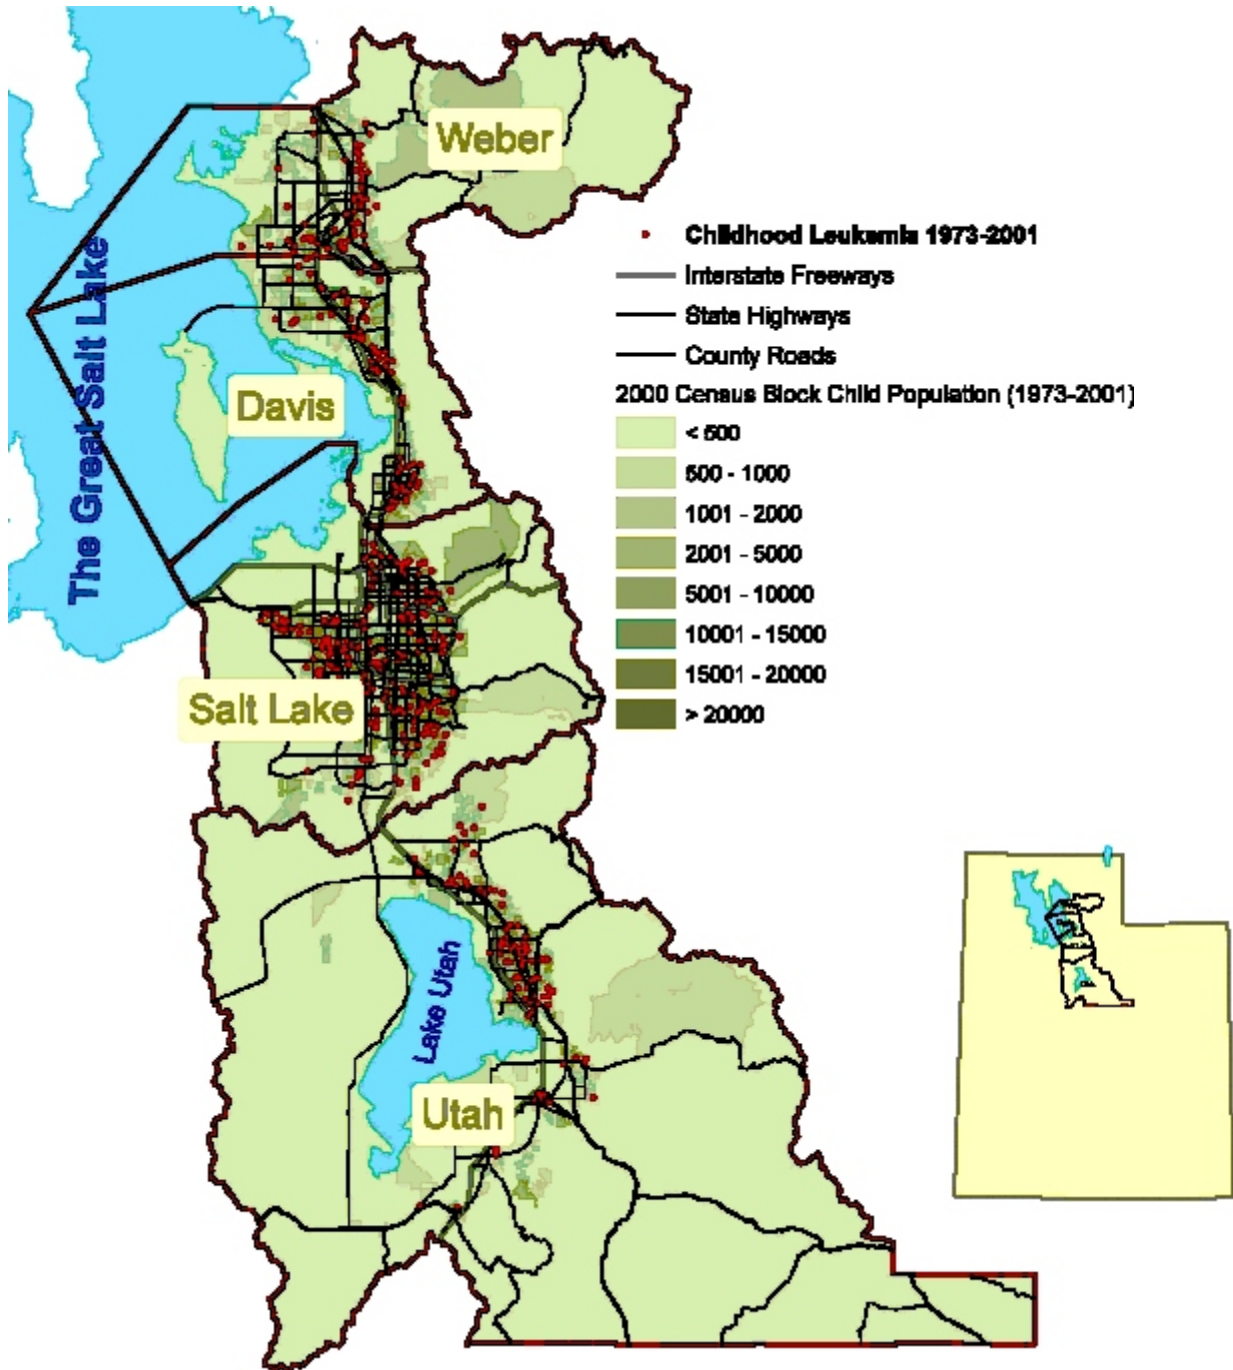 Weber
Childhood Leukemia 1973-2001
Interstate Freeways
State Highways
County Roads
2000 Census Block Child Population (1973-2001)
< 500
500 - 1000
1001 - 2000
2001 - 5000
5001 - 10000
10001 - 15000
15001 - 20000
> 20000
The Great Salt Lake
Davis
Salt Lake
Lake Utah
Utah